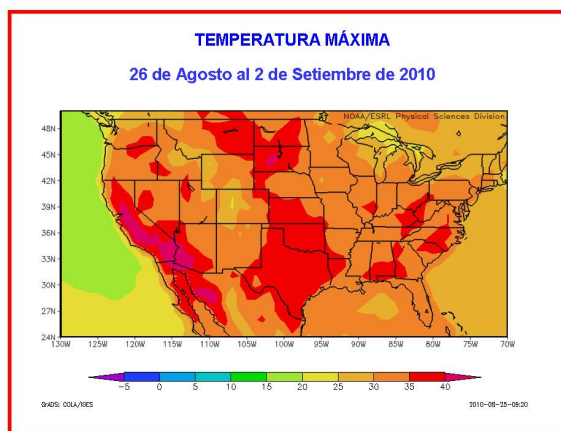 TEMPERATURA MÁXIMA
26 de Agosto al 2 de Setiembre de 2010
NOAA/ESRL Physical Sciences Division
48N
45N
42N
39N
36N
33N
30N
27N
24N
130W 125W 120W 115W 110W 105W 100W 95W 90W 85W 80W 75W 70W
-5 0 5 10 15 20 25 30 35 40
GrADS: COLA/IGES 2010-08-25-09:20